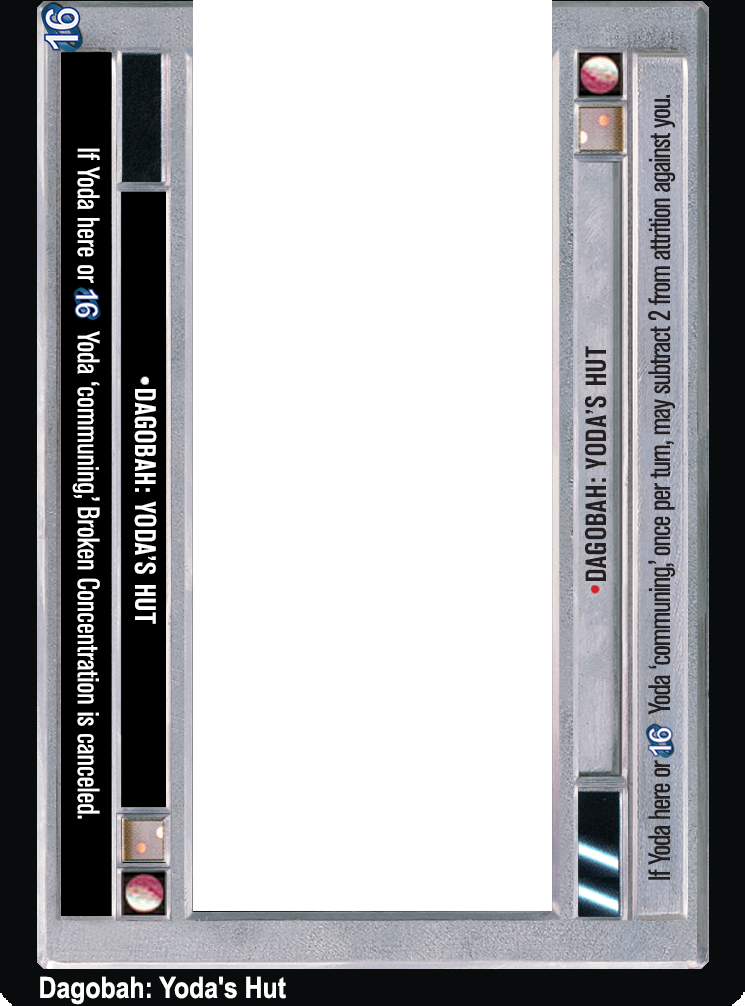 16
If Yoda here or 16 Yoda ‘communing,’ Broken Concentration is canceled.
•DAGOBAH: YODA’S HUT
•DAGOBAH: YODA’S HUT
If Yoda here or 16 Yoda ‘communing,’ once per turn, may subtract 2 from attrition against you.
Dagobah: Yoda's Hut